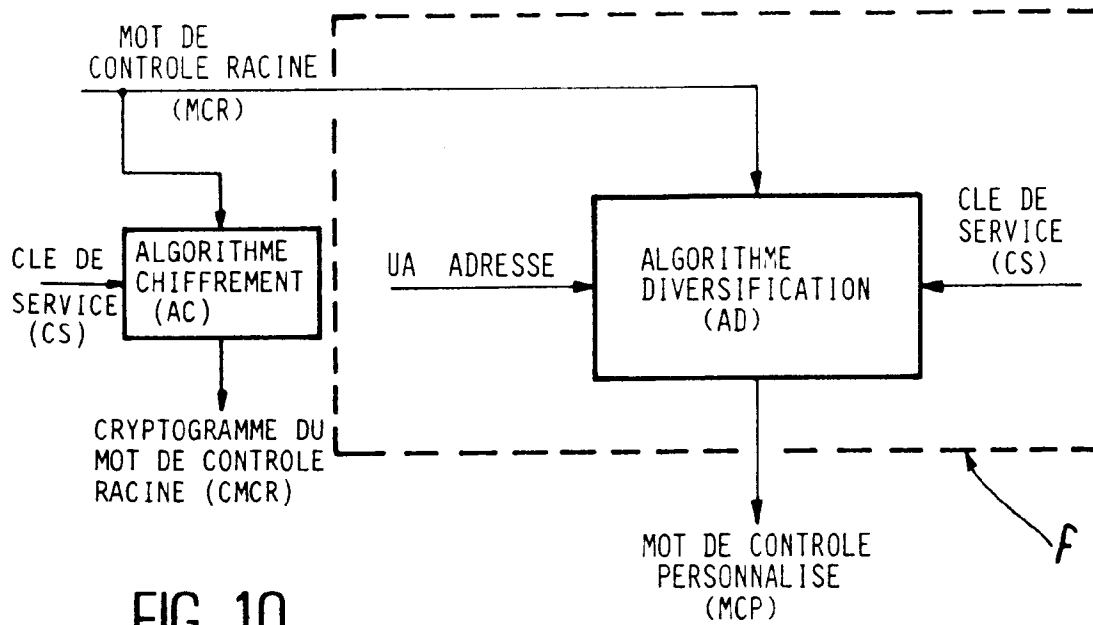 MOT DE
CONTROLE RACINE
(MCR)
CLE DE
SERVICE
(CS)
ALGORITHME
CHIFFREMENT
(AC)
UA ADRESSE
ALGORITHME
DIVERSIFICATION
(AD)
CLE DE
SERVICE
(CS)
CRYPTOGRAMME DU
MOT DE CONTROLE
RACINE (CMCR)
MOT DE CONTROLE
PERSONNALISE
(MCP)
F
FIG. 10